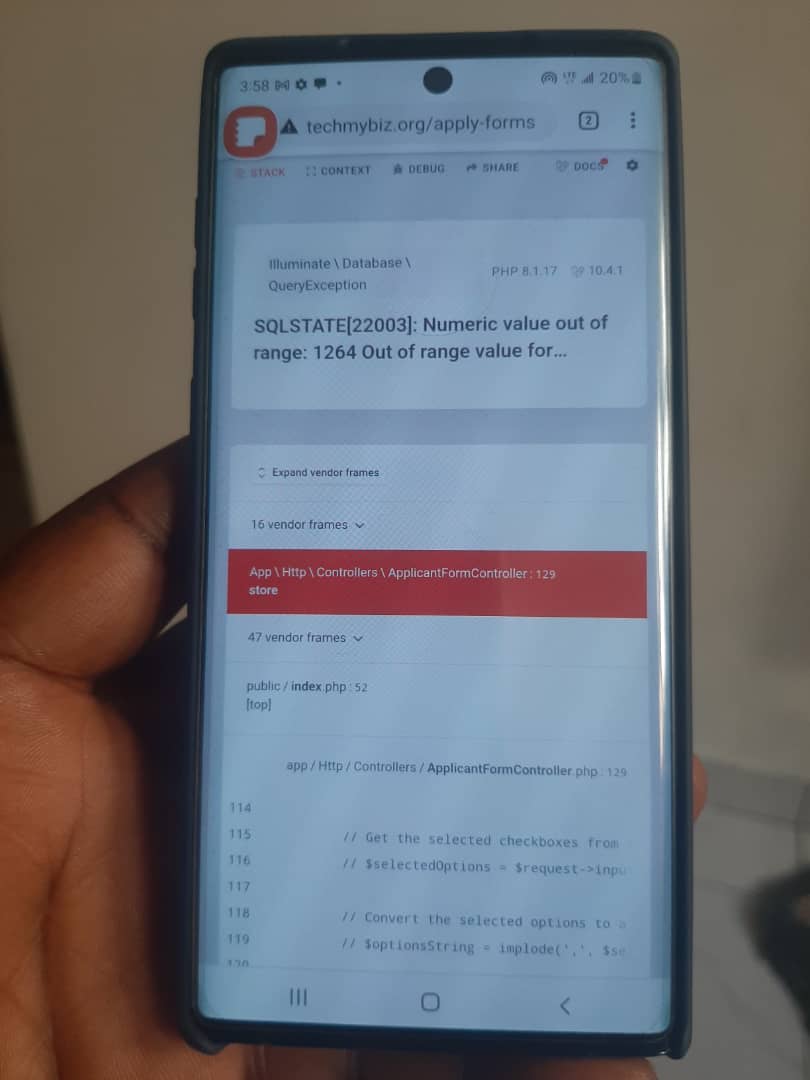 3:58
LTE
20%
techmybiz.org/apply-forms
2
STACK
CONTEXT
DEBUG
SHARE
DOCS
Illuminate \ Database \
QueryException
PHP 8.1.17
10.4.1
SQLSTATE[22003]: Numeric value out of
range: 1264 Out of range value for...
Expand vendor frames
16 vendor frames
App \ Http \ Controllers \ ApplicantFormController : 129
store
47 vendor frames
public / index.php : 52
[top]
app / Http / Controllers / ApplicantFormController.php : 129
114
115 // Get the selected checkboxes from
116 // $selectedOptions = $request->inpu
117
118 // Convert the selected options to a
119 // $optionsString = implode(',', $se
120